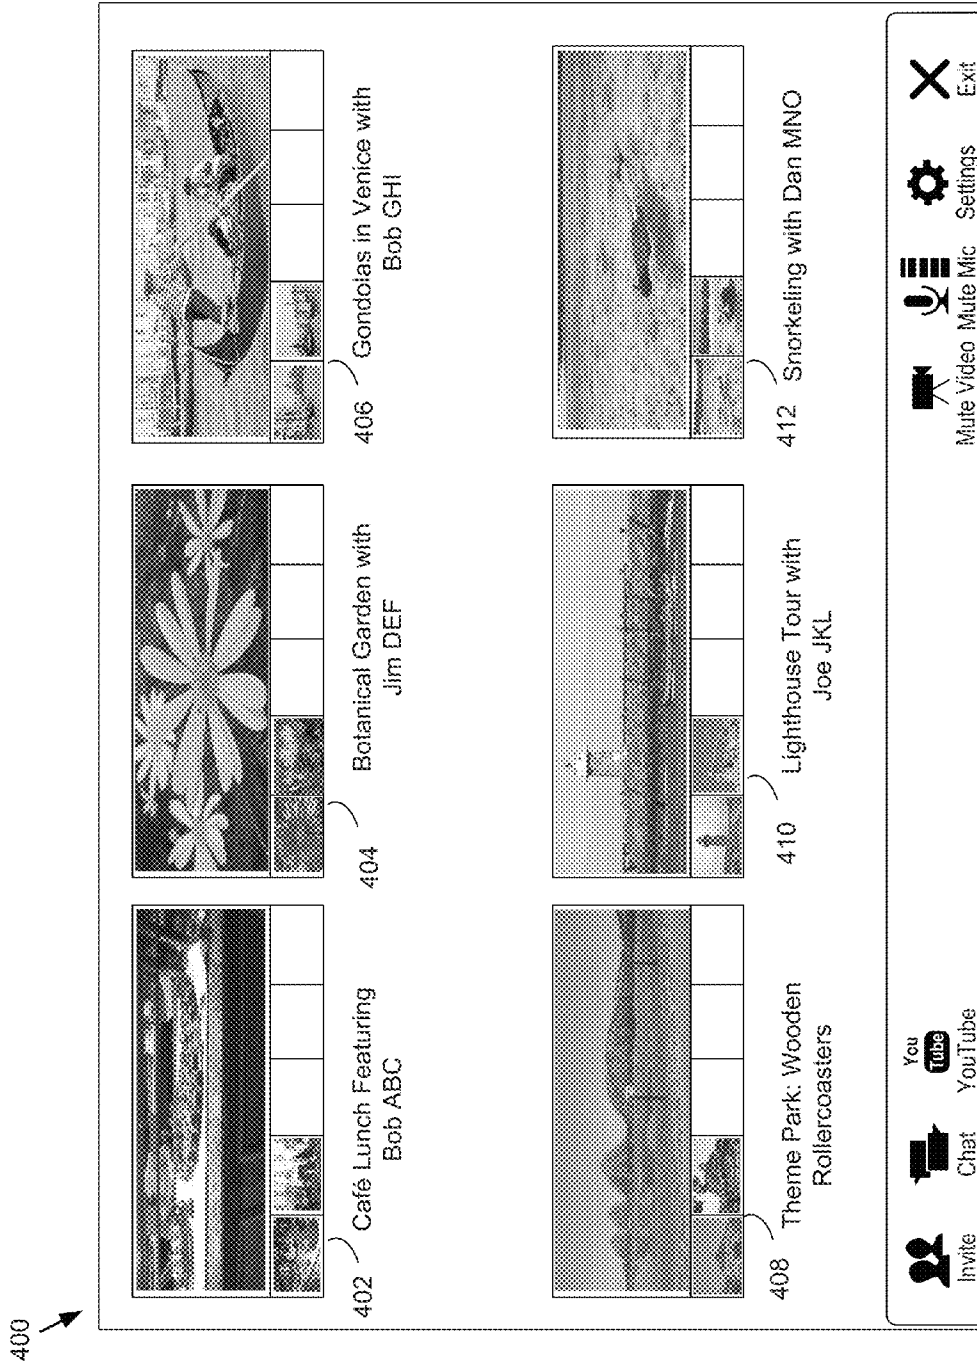 400
402
Café Lunch Featuring
Bob ABC
404
Botanical Garden with
Jim DEF
406
Gondolas in Venice with
Bob GHI
408
Theme Park: Wooden
Rollercoasters
410
Lighthouse Tour with
Joe JKL
412
Snorkeling with Dan MNO
You
Tube
Invite
Chat
YouTube
Mute Video
Mute Mic
Settings
Exit